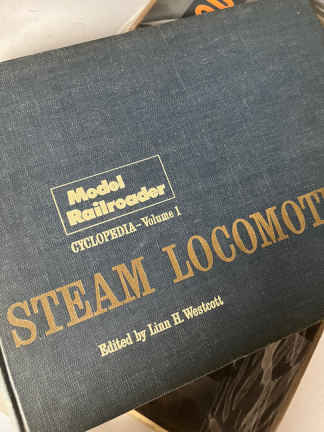 Model
Railroader
CYCLOPEDIA-Volume 1
STEAM LOCOMOT
Edited by Linn H. Westcott